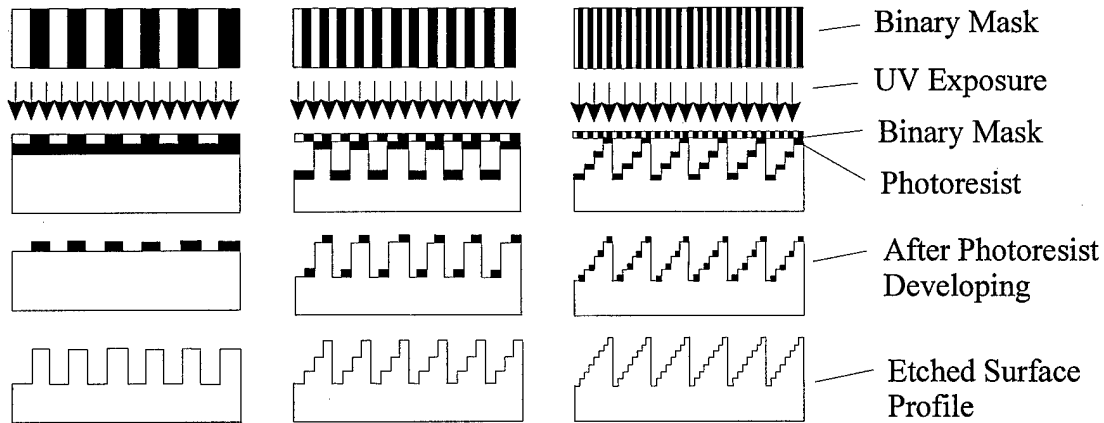 Binary Mask
UV Exposure
Binary Mask
Photoresist
After Photoresist
Developing
Etched Surface
Profile